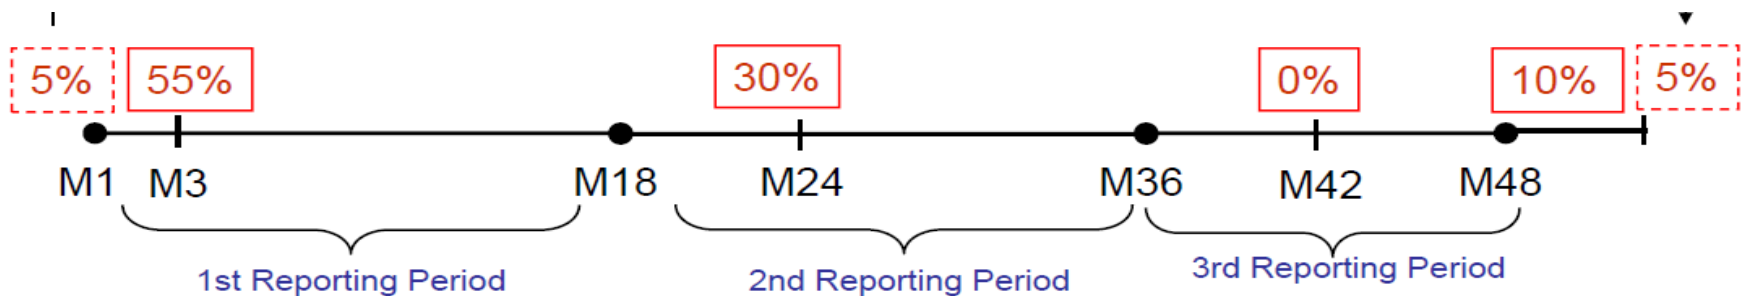 5% 55% 30% 0% 10% 5%
M1 M3 M18 M24 M36 M42 M48
1st Reporting Period 2nd Reporting Period 3rd Reporting Period